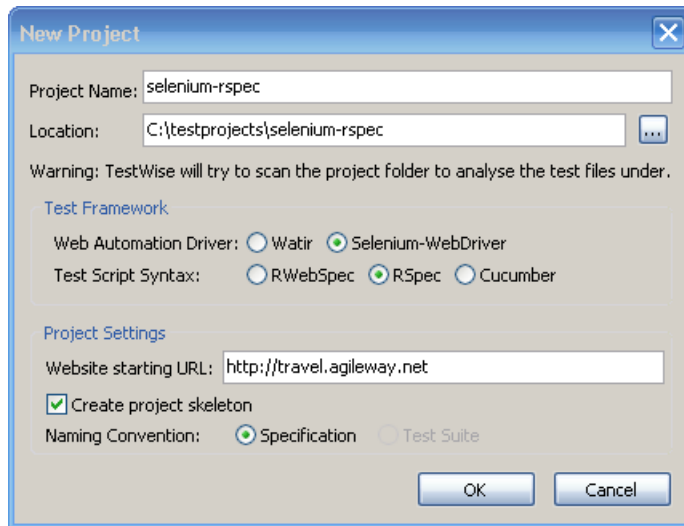 New Project
Project Name: selenium-rspec
Location: C:\testprojects\selenium-rspec ...
Warning: TestWise will try to scan the project folder to analyse the test files under.
Test Framework
Web Automation Driver: Watir Selenium-WebDriver
Test Script Syntax: RWebSpec RSpec Cucumber
Project Settings
Website starting URL: http://travel.agileway.net
Create project skeleton
Naming Convention: Specification Test Suite
OK Cancel